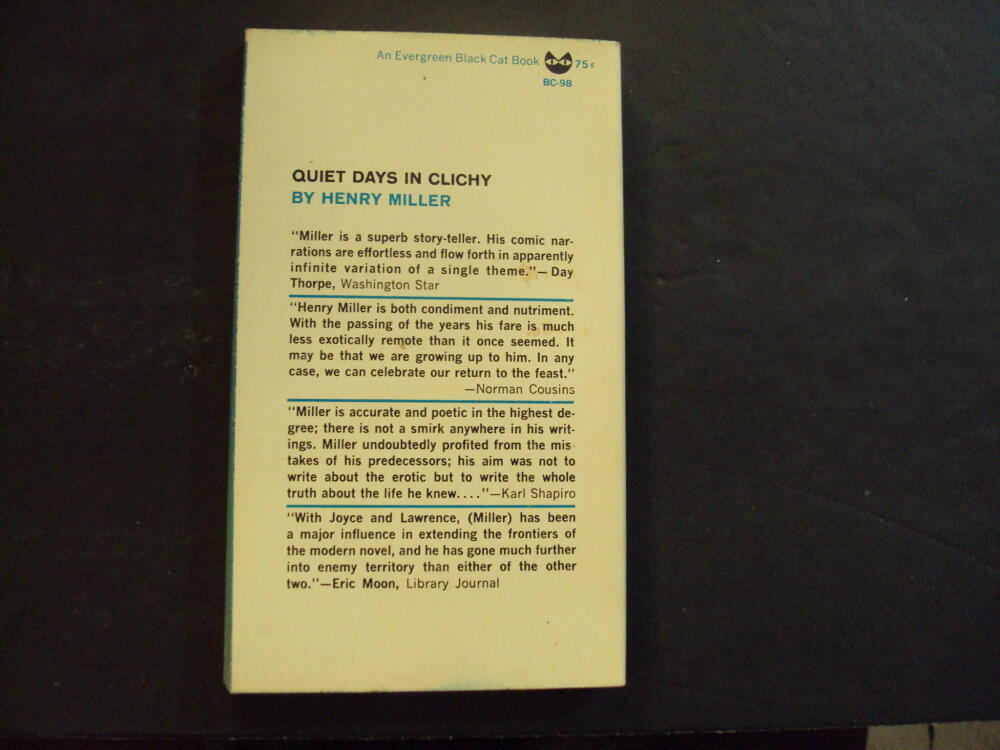 An Evergreen Black Cat Book 75¢
BC-98
QUIET DAYS IN CLICHY
BY HENRY MILLER
"Miller is a superb story-teller. His comic nar-
rations are effortless and flow forth in apparently
infinite variation of a single theme."—Day
Thorpe, Washington Star
"Henry Miller is both condiment and nutriment.
With the passing of the years his fare is much
less exotically remote than it once seemed. It
may be that we are growing up to him. In any
case, we can celebrate our return to the feast."
—Norman Cousins
"Miller is accurate and poetic in the highest de-
gree; there is not a smirk anywhere in his writ-
ings. Miller undoubtedly profited from the mis-
takes of his predecessors; his aim was not to
write about the erotic but to write the whole
truth about the life he knew...."—Karl Shapiro
"With Joyce and Lawrence, (Miller) has been
a major influence in extending the frontiers of
the modern novel, and he has gone much further
into enemy territory than either of the other
two."—Eric Moon, Library Journal